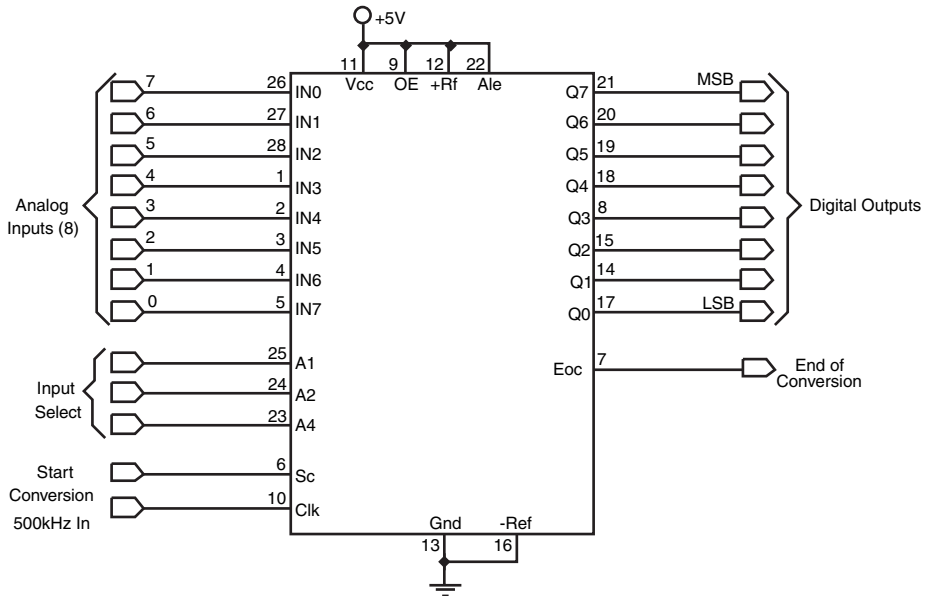 +5V
11 9 12 22
Vcc OE +Rf Ale
7 26 IN0
6 27 IN1
5 28 IN2
4 1 IN3
3 2 IN4
2 3 IN5
1 4 IN6
0 5 IN7
Analog
Inputs (8)
25 A1
24 A2
23 A4
Input
Select
6 Sc
10 Clk
Start
Conversion
500kHz In
Q7 21 MSB
Q6 20
Q5 19
Q4 18
Q3 8
Q2 15
Q1 14
Q0 17 LSB
Digital Outputs
Eoc 7
End of
Conversion
Gnd -Ref
13 16